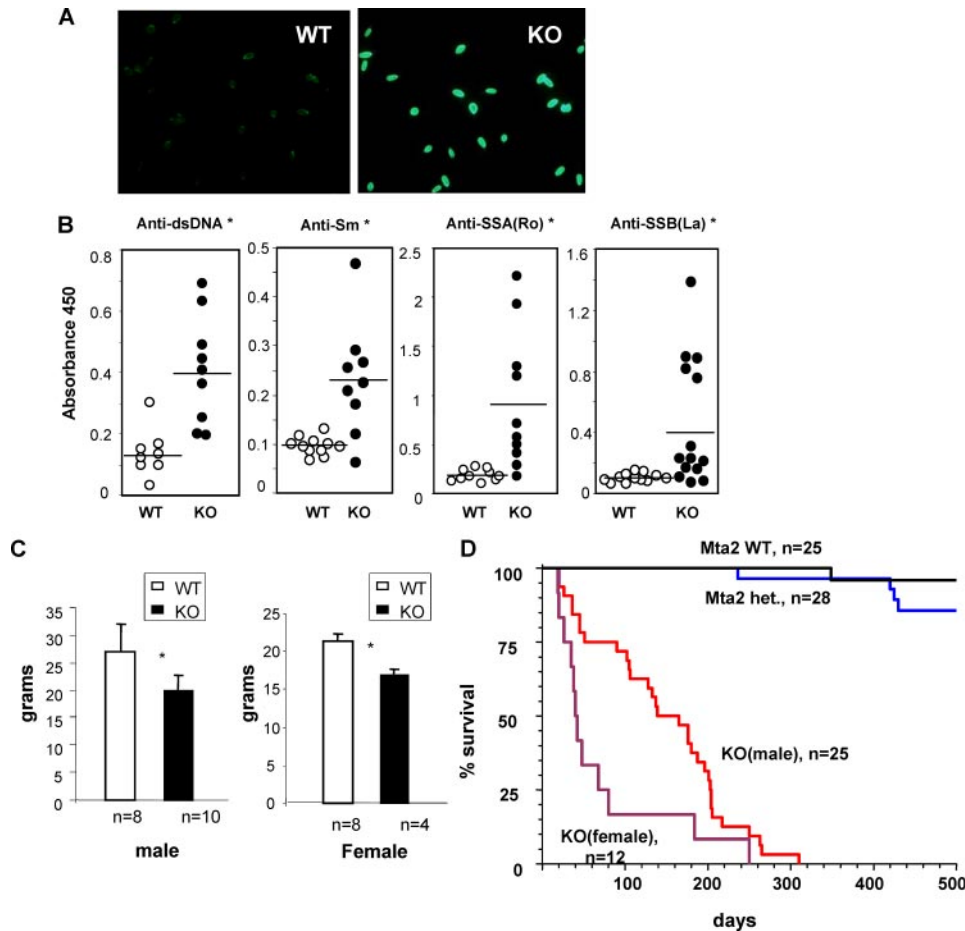 A
WT
KO
B
Anti-dsDNA *
Anti-Sm *
Anti-SSA(Ro) *
Anti-SSB(La) *
Absorbance 450
0.8
0.6
0.4
0.2
0
WT
KO
0.5
0.4
0.3
0.2
0.1
0
WT
KO
2.5
2
1.5
1
0.5
0
WT
KO
1.6
1.2
0.8
0.4
0
WT
KO
C
WT
KO
grams
35
30
25
20
15
10
5
0
*
n=8
n=10
male
WT
KO
grams
25
20
15
10
5
0
*
n=8
n=4
Female
D
Mta2 WT, n=25
Mta2 het., n=28
KO(male), n=25
KO(female),
n=12
% survival
100
75
50
25
0
100
200
300
400
500
days